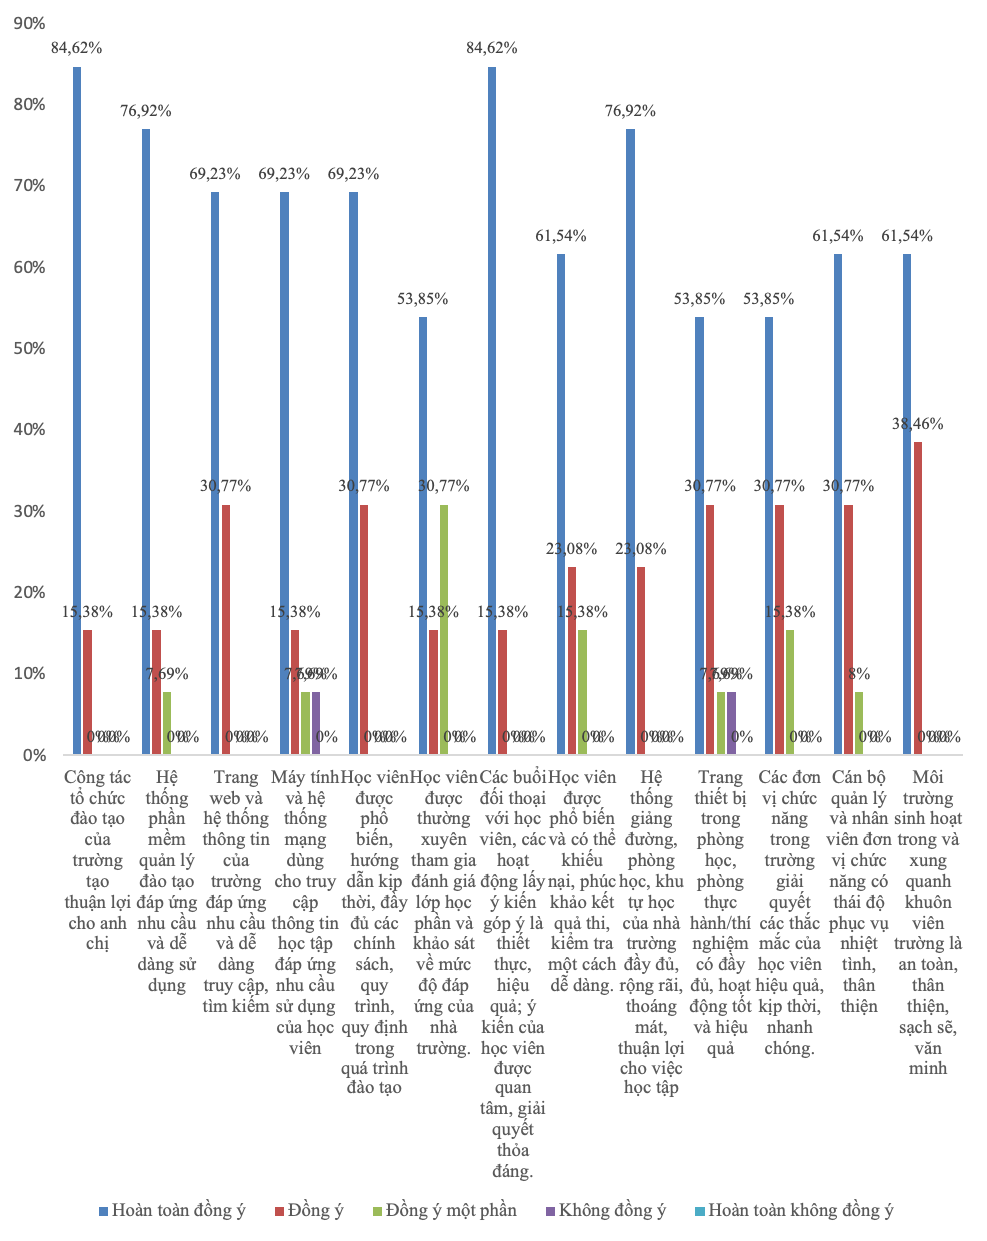 90%
84,62%
84,62%
80%
76,92%
76,92%
70%
69,23%
69,23%
69,23%
61,54%
61,54%
61,54%
60%
53,85%
53,85%
53,85%
50%
40%
38,46%
30,77%
30,77%
30,77%
30,77%
30,77%
30,77%
30%
23,08%
23,08%
20%
15,38%
15,38%
15,38%
15,38%
15,38%
15,38%
15,38%
10%
7,69%
7,69%
7,69%
8%
0%
Công tác
tổ chức
đào tạo
của
trường
tạo
thuận lợi
cho anh
chị
Hệ
thống
phần
mềm
quản lý
đào tạo
đáp ứng
nhu cầu
và dễ
dàng sử
dụng
Trang
web và
hệ thống
thông tin
của
trường
đáp ứng
nhu cầu
và dễ
dàng
truy cập,
tìm kiếm
Máy tính
và hệ
thống
mạng
dùng
cho truy
cập
thông tin
học tập
đáp ứng
nhu cầu
sử dụng
của học
viên
Học viên
được
phổ
biến,
hướng
dẫn kịp
thời, đầy
đủ các
chính
sách,
quy
trình,
quy định
trong
quá trình
đào tạo
Học viên
được
thường
xuyên
tham gia
đánh giá
lớp học
phần và
khảo sát
về mức
độ đáp
ứng của
nhà
trường.
Các buổi
đối thoại
với học
viên, các
hoạt
động lấy
ý kiến
góp ý là
thiết
thực,
hiệu
quả; ý
kiến của
học viên
được
quan
tâm, giải
quyết
thỏa
đáng.
Học viên
được
phổ biến
và có thể
khiếu
nại, phúc
khảo kết
quả thi,
kiểm tra
một cách
dễ dàng.
Hệ
thống
giảng
đường,
phòng
học, khu
tự học
của nhà
trường
đầy đủ,
rộng rãi,
thoáng
mát,
thuận lợi
cho việc
học tập
Trang
thiết bị
trong
phòng
học,
phòng
thực
hành/thí
nghiệm
có đầy
đủ, hoạt
động tốt
và hiệu
quả
Các đơn
vị chức
năng
trong
trường
giải
quyết
các thắc
mắc của
học viên
hiệu quả,
kịp thời,
nhanh
chóng.
Cán bộ
quản lý
và nhân
viên đơn
vị chức
năng có
thái độ
phục vụ
nhiệt
tình,
thân
thiện
Môi
trường
sinh hoạt
trong và
xung
quanh
khuôn
viên
trường là
an toàn,
thân
thiện,
sạch sẽ,
văn
minh
Hoàn toàn đồng ý
Đồng ý
Đồng ý một phần
Không đồng ý
Hoàn toàn không đồng ý